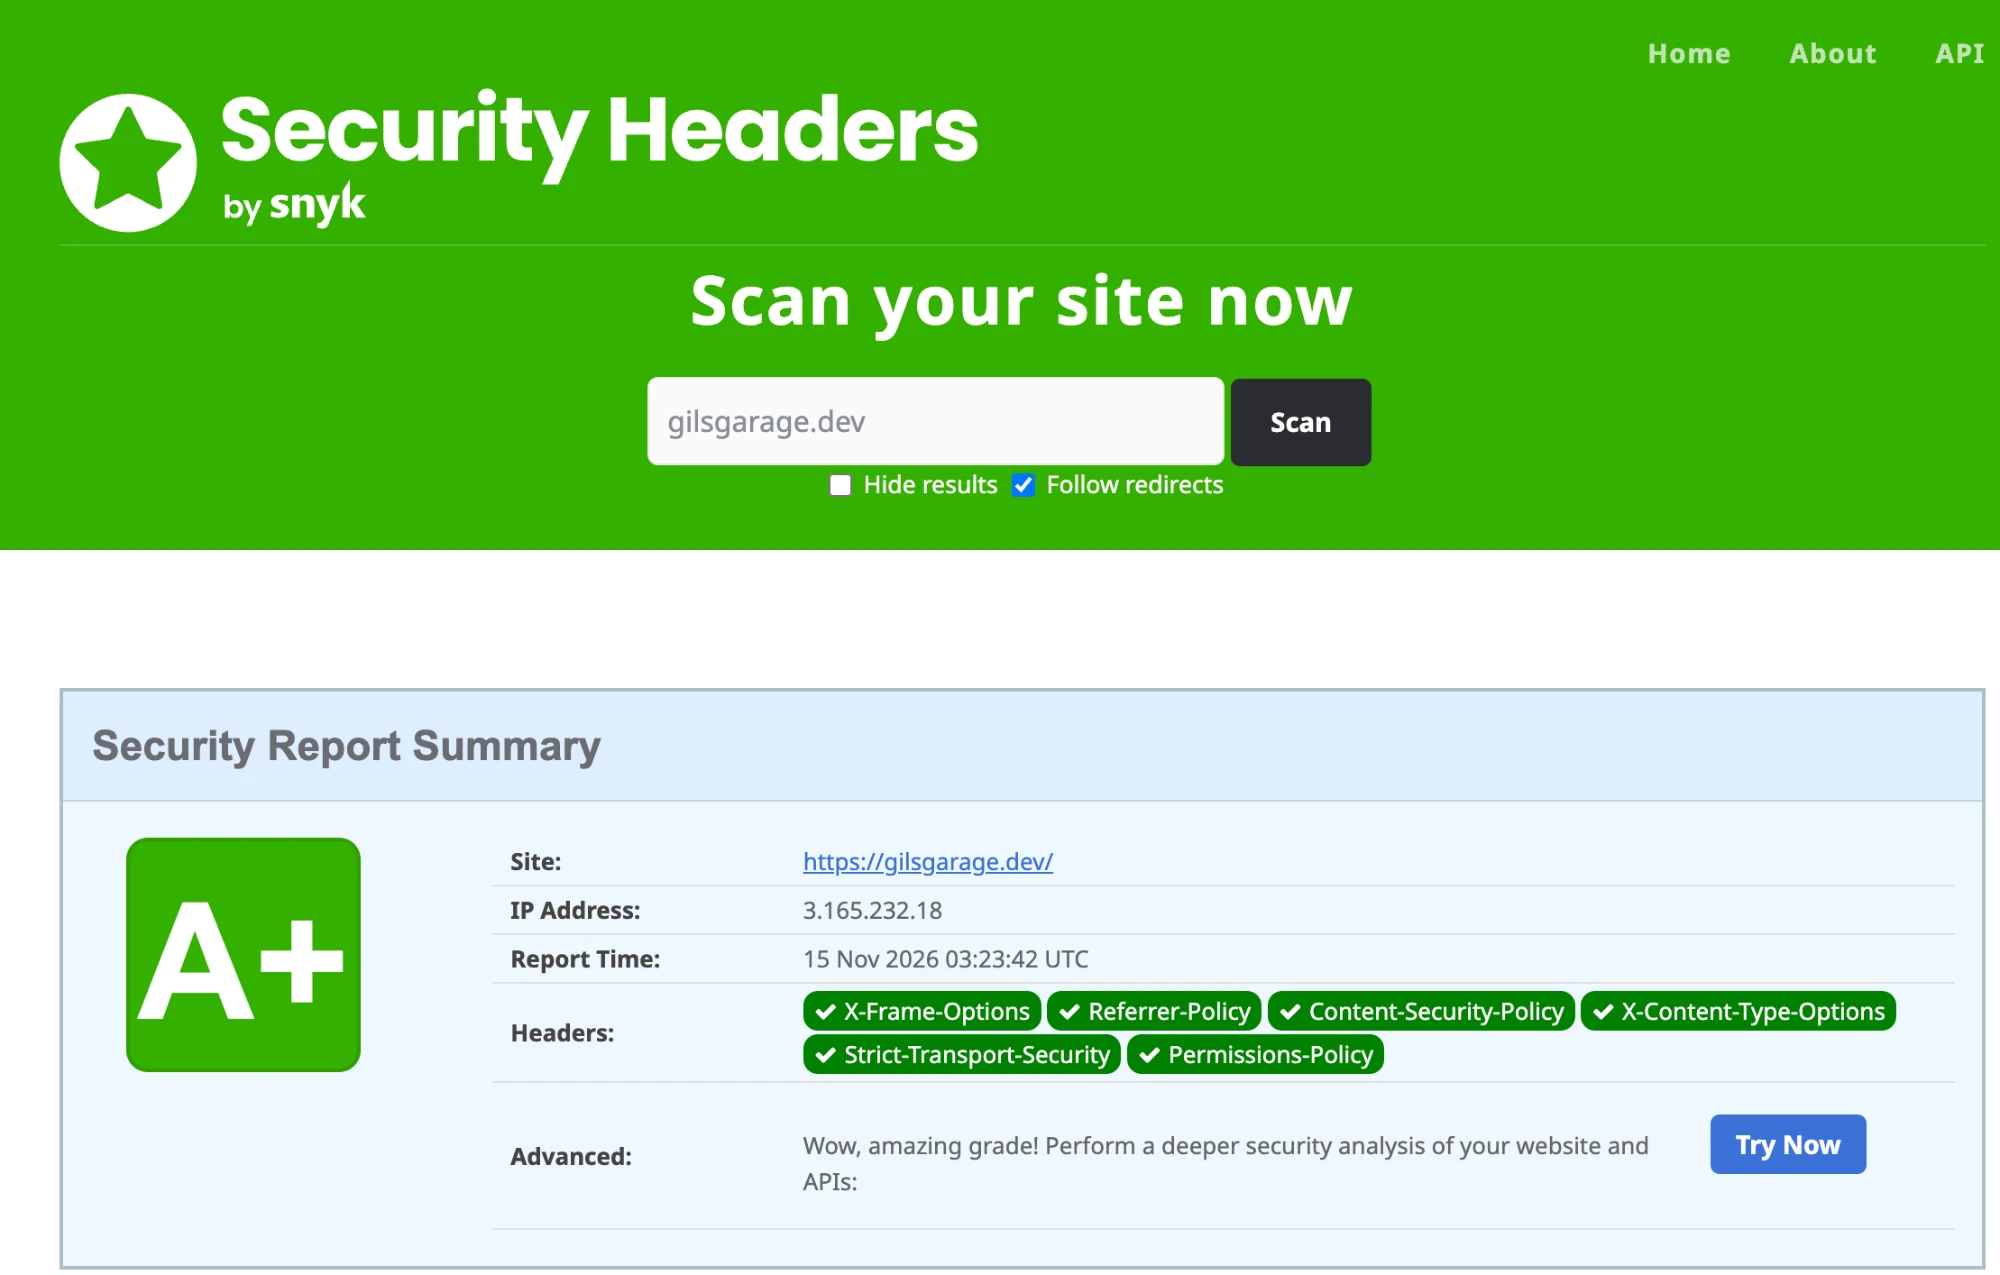 Home About API
Security Headers
by snyk
Scan your site now
gilsgarage.dev Scan
Hide results Follow redirects
Security Report Summary
A+
Site: https://gilsgarage.dev/
IP Address: 3.165.232.18
Report Time: 15 Nov 2026 03:23:42 UTC
Headers: X-Frame-Options Referrer-Policy Content-Security-Policy X-Content-Type-Options
Strict-Transport-Security Permissions-Policy
Advanced: Wow, amazing grade! Perform a deeper security analysis of your website and
APIs:
Try Now